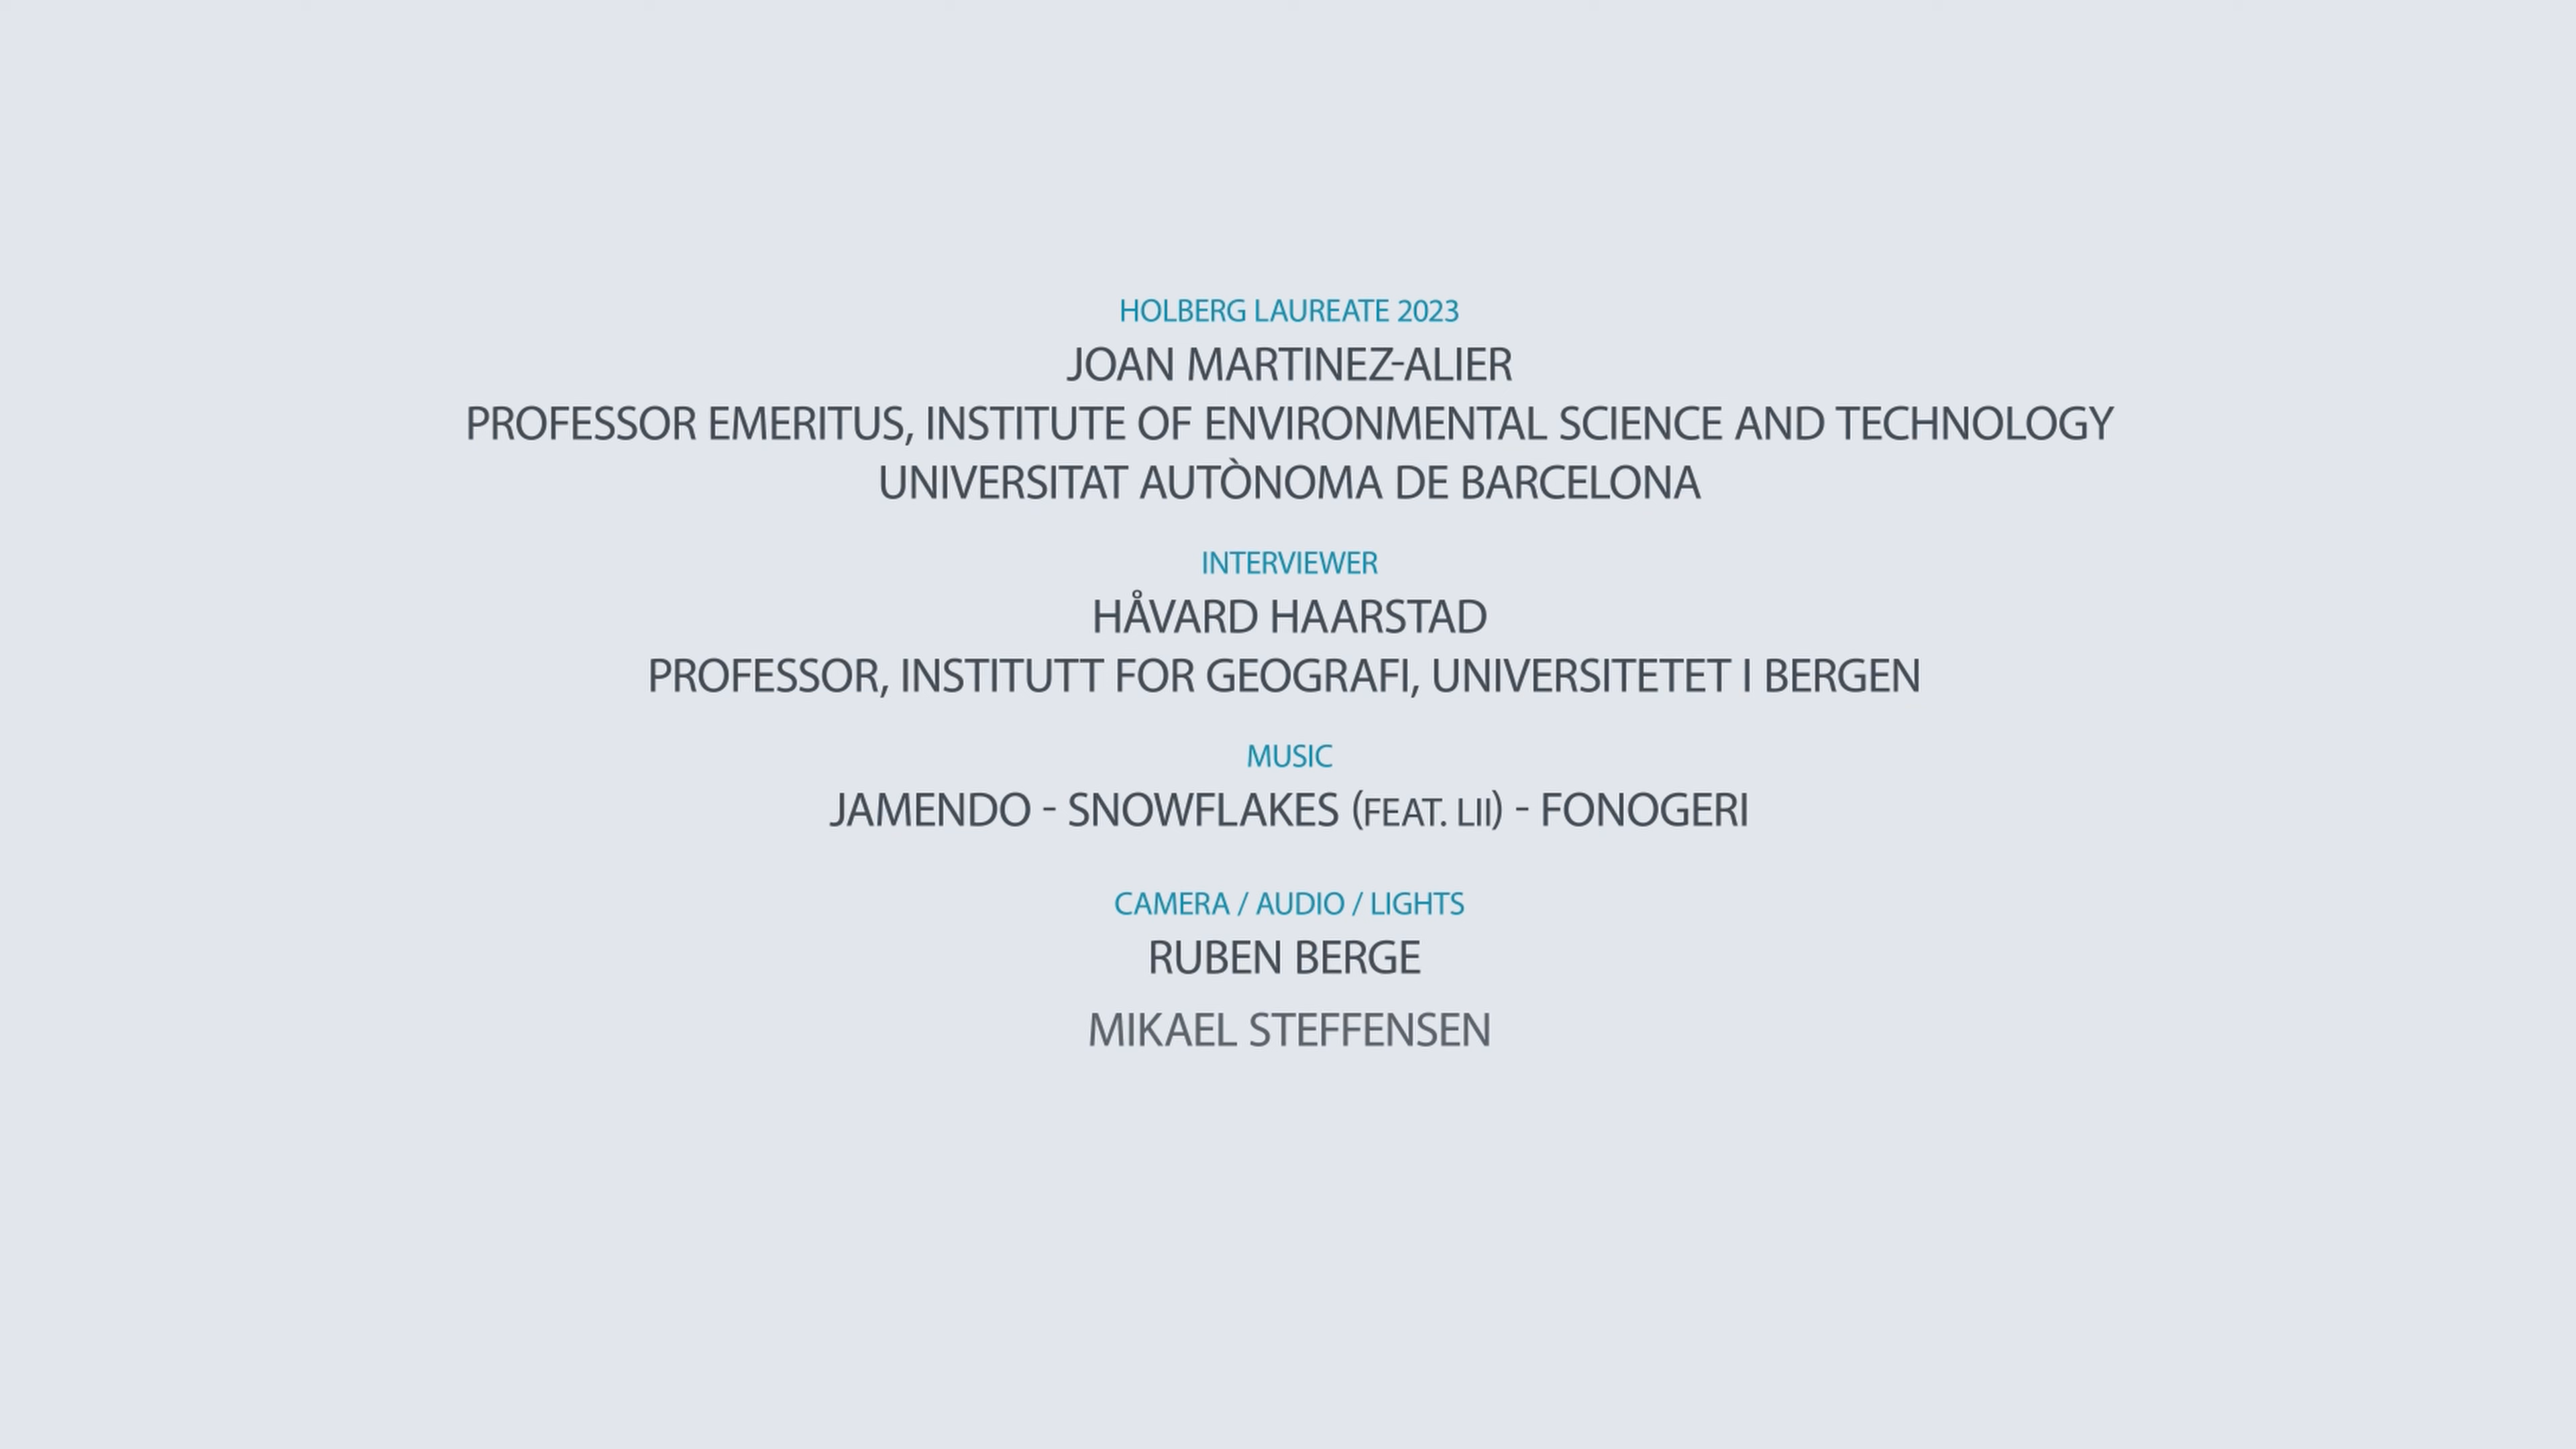 HOLBERG LAUREATE 2023
JOAN MARTINEZ-ALIER
PROFESSOR EMERITUS, INSTITUTE OF ENVIRONMENTAL SCIENCE AND TECHNOLOGY
UNIVERSITAT AUTÒNOMA DE BARCELONA
INTERVIEWER
HÅVARD HAARSTAD
PROFESSOR, INSTITUTT FOR GEOGRAFI, UNIVERSITETET I BERGEN
MUSIC
JAMENDO - SNOWFLAKES (FEAT. LII) - FONOGERI
CAMERA / AUDIO / LIGHTS
RUBEN BERGE
MIKAEL STEFFENSEN